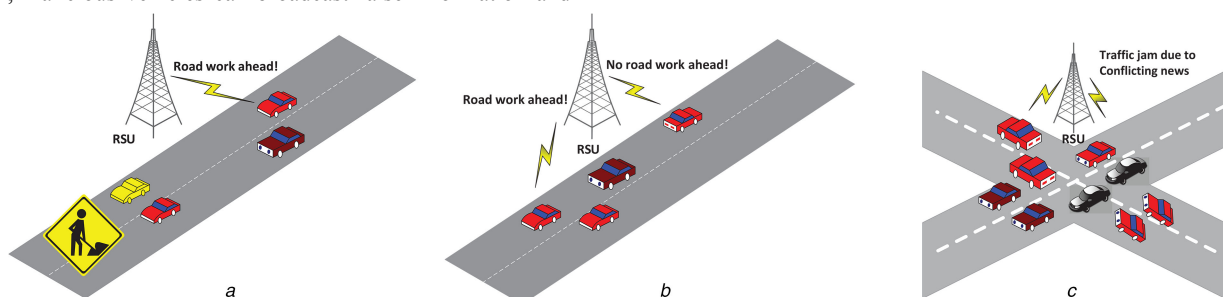 Road work ahead!
RSU
a
No road work ahead!
Road work ahead!
RSU
b
Traffic jam due to
Conflicting news
RSU
c